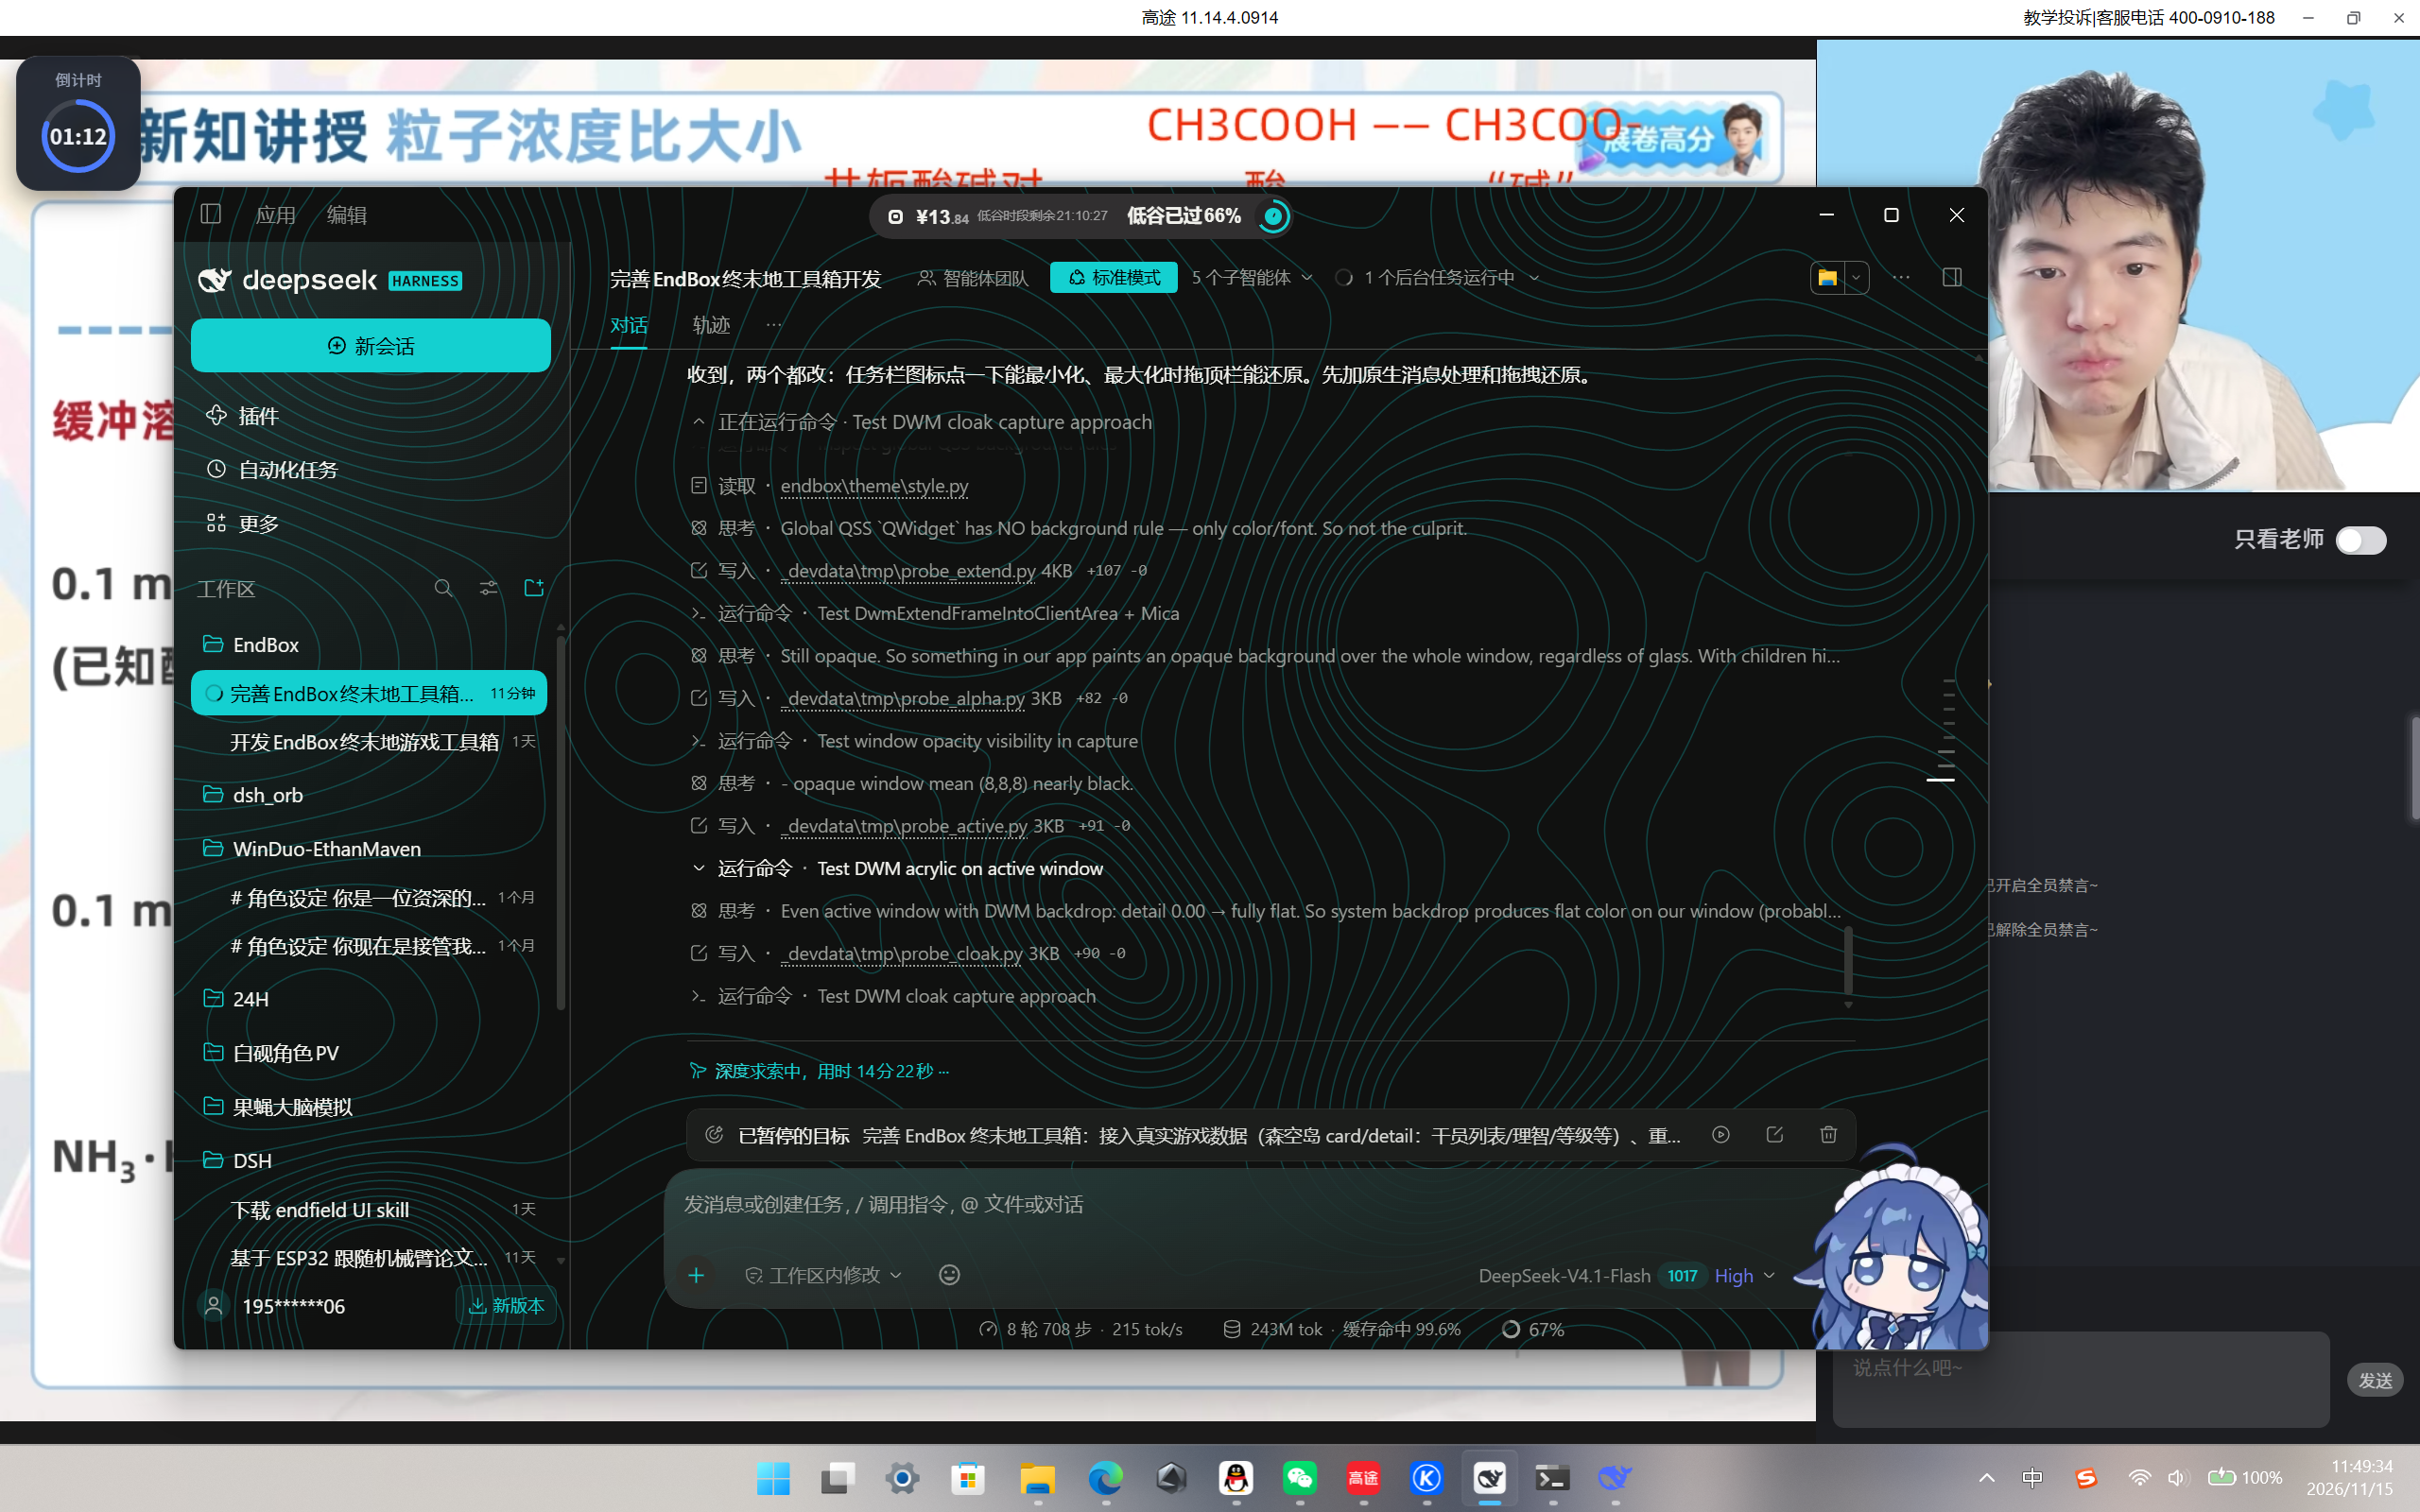 高途 11.14.4.0914
教学投诉|客服电话 400-0910-188
倒计时
01:12
新知讲授 粒子浓度比大小
CH3COOH —— CH3COO-
展卷高分
共轭酸碱对
酸
“碱”
缓冲溶
0.1 m
(已知
0.1 m
NH₃·
应用
编辑
¥13.84 低谷时段剩余21:10:27 低谷已过66%
deepseek HARNESS
新会话
插件
自动化任务
更多
工作区
EndBox
完善EndBox终末地工具箱... 11分钟
开发EndBox终末地游戏工具箱 1天
dsh_orb
WinDuo-EthanMaven
# 角色设定 你是一位资深的... 1个月
# 角色设定 你现在是接管我... 1个月
24H
白砚角色PV
果蝇大脑模拟
DSH
下载 endfield UI skill 1天
基于 ESP32 跟随机械臂论文... 11天
195******06
新版本
完善EndBox终末地工具箱开发
智能体团队
标准模式
5 个子智能体
1 个后台任务运行中
对话
轨迹
...
收到，两个都改：任务栏图标点一下能最小化、最大化时拖顶栏能还原。先加原生消息处理和拖拽还原。
正在运行命令 · Test DWM cloak capture approach
读取 · endbox\theme\style.py
思考 · Global QSS `QWidget` has NO background rule — only color/font. So not the culprit.
写入 · _devdata\tmp\probe_extend.py 4KB +107 -0
运行命令 · Test DwmExtendFrameIntoClientArea + Mica
思考 · Still opaque. So something in our app paints an opaque background over the whole window, regardless of glass. With children hi...
写入 · _devdata\tmp\probe_alpha.py 3KB +82 -0
运行命令 · Test window opacity visibility in capture
思考 · - opaque window mean (8,8,8) nearly black.
写入 · _devdata\tmp\probe_active.py 3KB +91 -0
运行命令 · Test DWM acrylic on active window
思考 · Even active window with DWM backdrop: detail 0.00 → fully flat. So system backdrop produces flat color on our window (probabl...
写入 · _devdata\tmp\probe_cloak.py 3KB +90 -0
运行命令 · Test DWM cloak capture approach
深度求索中，用时 14分22秒 ...
已暂停的目标 完善 EndBox 终末地工具箱：接入真实游戏数据（森空岛 card/detail：干员列表/理智/等级等）、重...
发消息或创建任务, / 调用指令, @ 文件或对话
工作区内修改
DeepSeek-V4.1-Flash 1017 High
8 轮 708 步 · 215 tok/s
243M tok · 缓存命中 99.6%
67%
只看老师
已开启全员禁言~
已解除全员禁言~
说点什么吧~
发送
高途
中
100%
11:49:34
2026/11/15